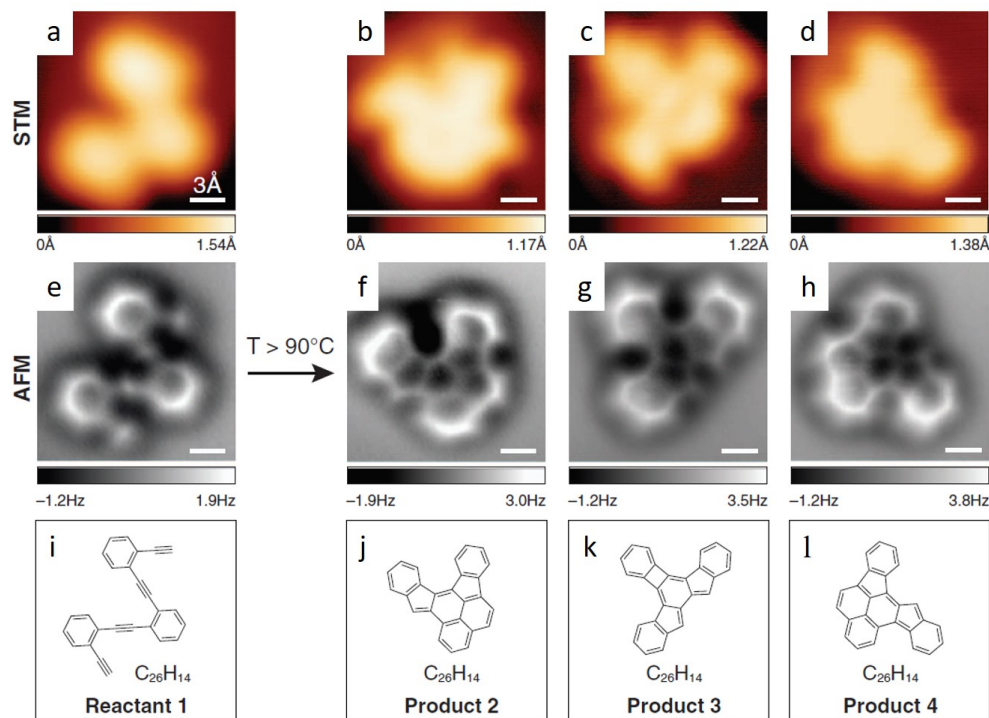 a
b
c
d
STM
3Å
0Å 1.54Å
0Å 1.17Å
0Å 1.22Å
0Å 1.38Å
e
f
g
h
AFM
T > 90°C
−1.2Hz 1.9Hz
−1.9Hz 3.0Hz
−1.2Hz 3.5Hz
−1.2Hz 3.8Hz
i
j
k
l
C₂₆H₁₄
C₂₆H₁₄
C₂₆H₁₄
C₂₆H₁₄
Reactant 1
Product 2
Product 3
Product 4